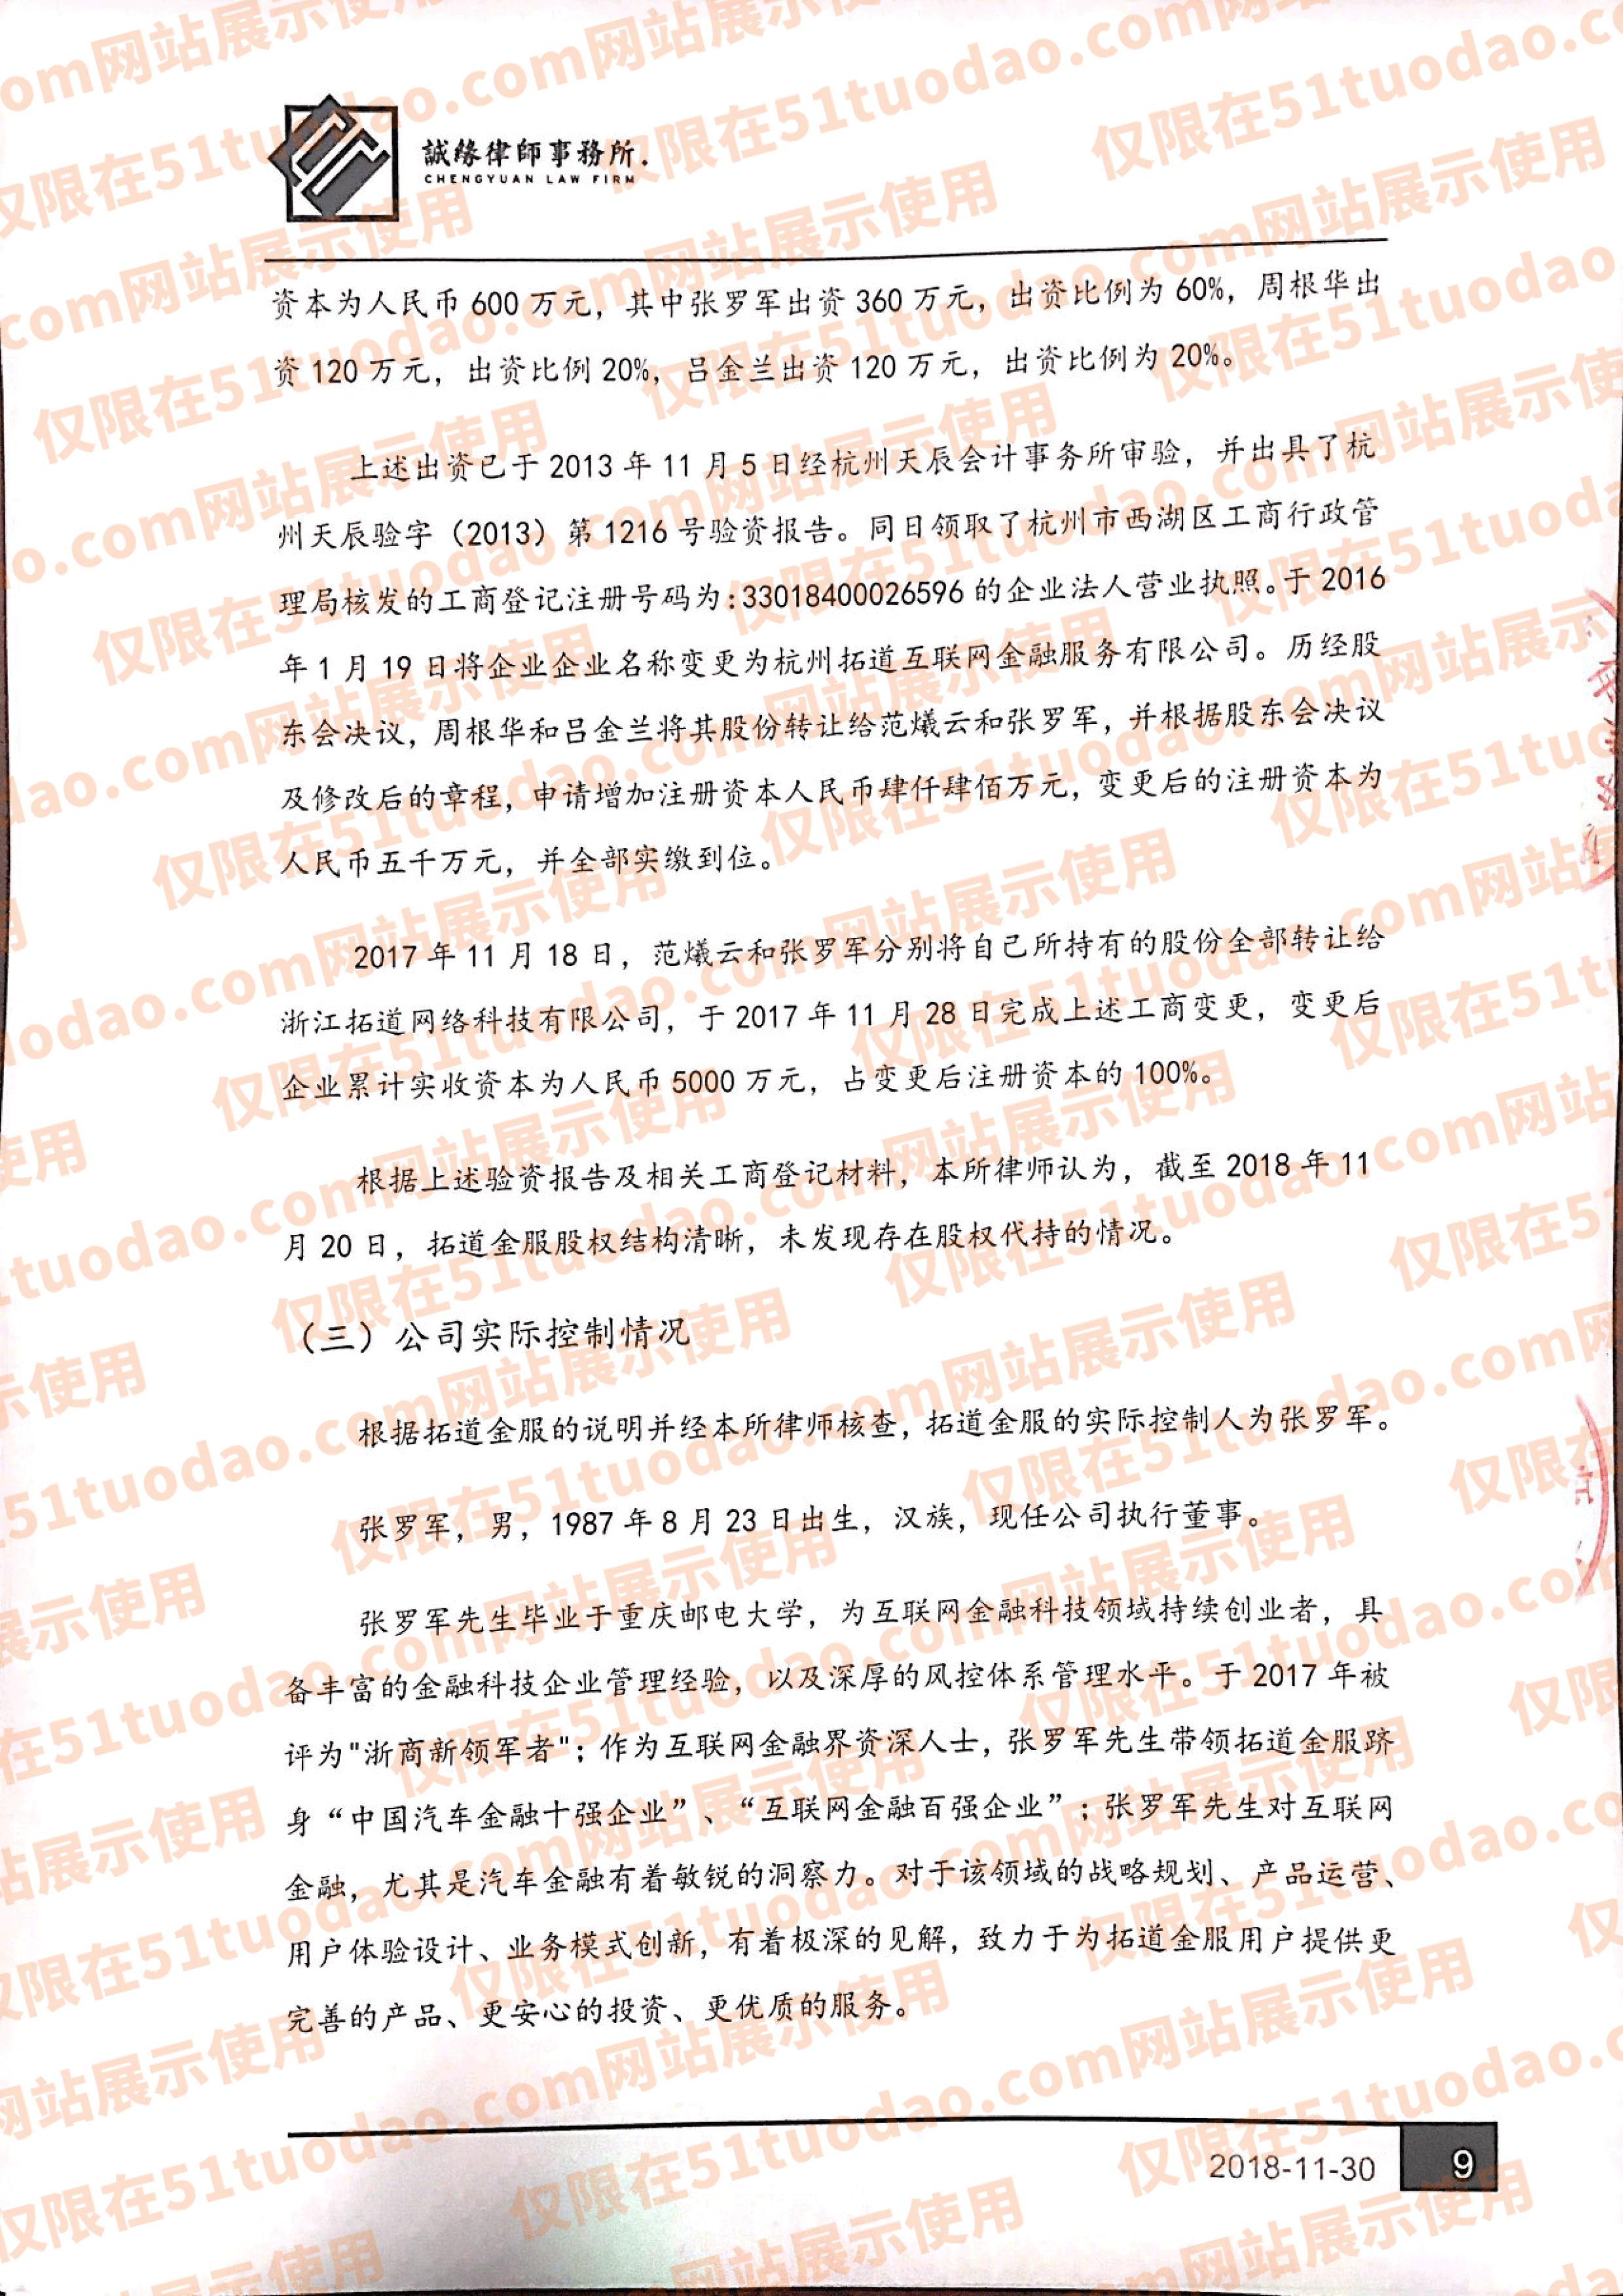 誠缘律師事務所.
CHENGYUAN LAW FIRM
资本为人民币 600 万元，其中张罗军出资 360 万元，出资比例为 60%，周根华出
资 120 万元，出资比例 20%，吕金兰出资 120 万元，出资比例为 20%。
上述出资已于 2013 年 11 月 5 日经杭州天辰会计事务所审验，并出具了杭
州天辰验字（2013）第 1216 号验资报告。同日领取了杭州市西湖区工商行政管
理局核发的工商登记注册号码为：33018400026596 的企业法人营业执照。于 2016
年 1 月 19 日将企业企业名称变更为杭州拓道互联网金融服务有限公司。历经股
东会决议，周根华和吕金兰将其股份转让给范爔云和张罗军，并根据股东会决议
及修改后的章程，申请增加注册资本人民币肆仟肆佰万元，变更后的注册资本为
人民币五千万元，并全部实缴到位。
2017 年 11 月 18 日，范爔云和张罗军分别将自己所持有的股份全部转让给
浙江拓道网络科技有限公司，于 2017 年 11 月 28 日完成上述工商变更，变更后
企业累计实收资本为人民币 5000 万元，占变更后注册资本的 100%。
根据上述验资报告及相关工商登记材料，本所律师认为，截至 2018 年 11
月 20 日，拓道金服股权结构清晰，未发现存在股权代持的情况。
（三）公司实际控制情况
根据拓道金服的说明并经本所律师核查，拓道金服的实际控制人为张罗军。
张罗军，男，1987 年 8 月 23 日出生，汉族，现任公司执行董事。
张罗军先生毕业于重庆邮电大学，为互联网金融科技领域持续创业者，具
备丰富的金融科技企业管理经验，以及深厚的风控体系管理水平。于 2017 年被
评为"浙商新领军者"；作为互联网金融界资深人士，张罗军先生带领拓道金服跻
身“中国汽车金融十强企业”、“互联网金融百强企业”；张罗军先生对互联网
金融，尤其是汽车金融有着敏锐的洞察力。对于该领域的战略规划、产品运营、
用户体验设计、业务模式创新，有着极深的见解，致力于为拓道金服用户提供更
完善的产品、更安心的投资、更优质的服务。
2018-11-30
9
仅限在51tuodao.com网站展示使用